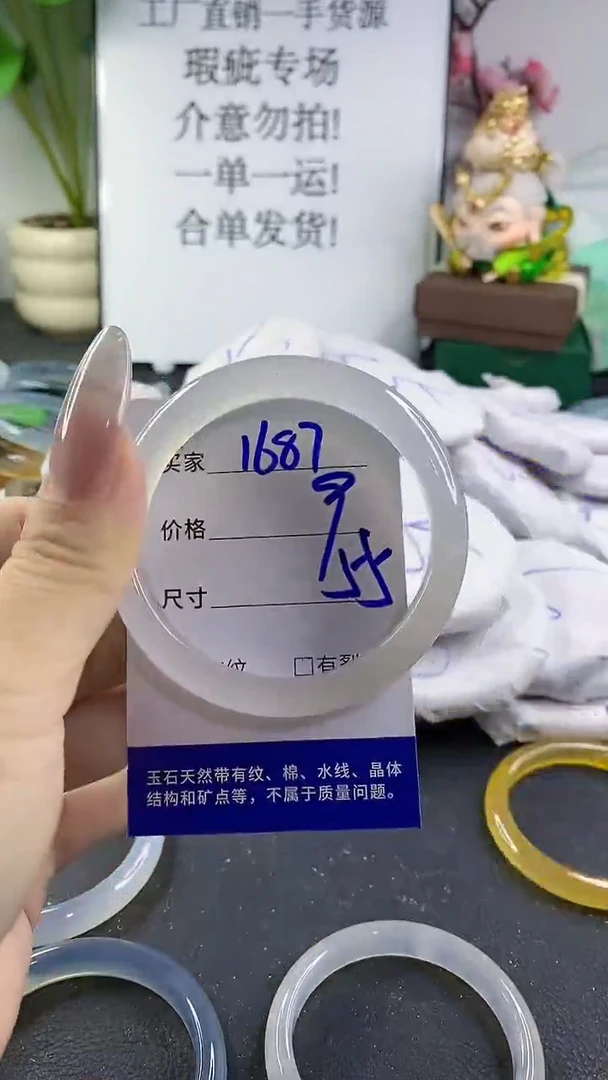 工厂直销一手货源
瑕疵专场
介意勿拍!
一单一运!
合单发货!
买家 1687
价格
尺寸
纹 □有裂
玉石天然带有纹、棉、水线、晶体
结构和矿点等，不属于质量问题。